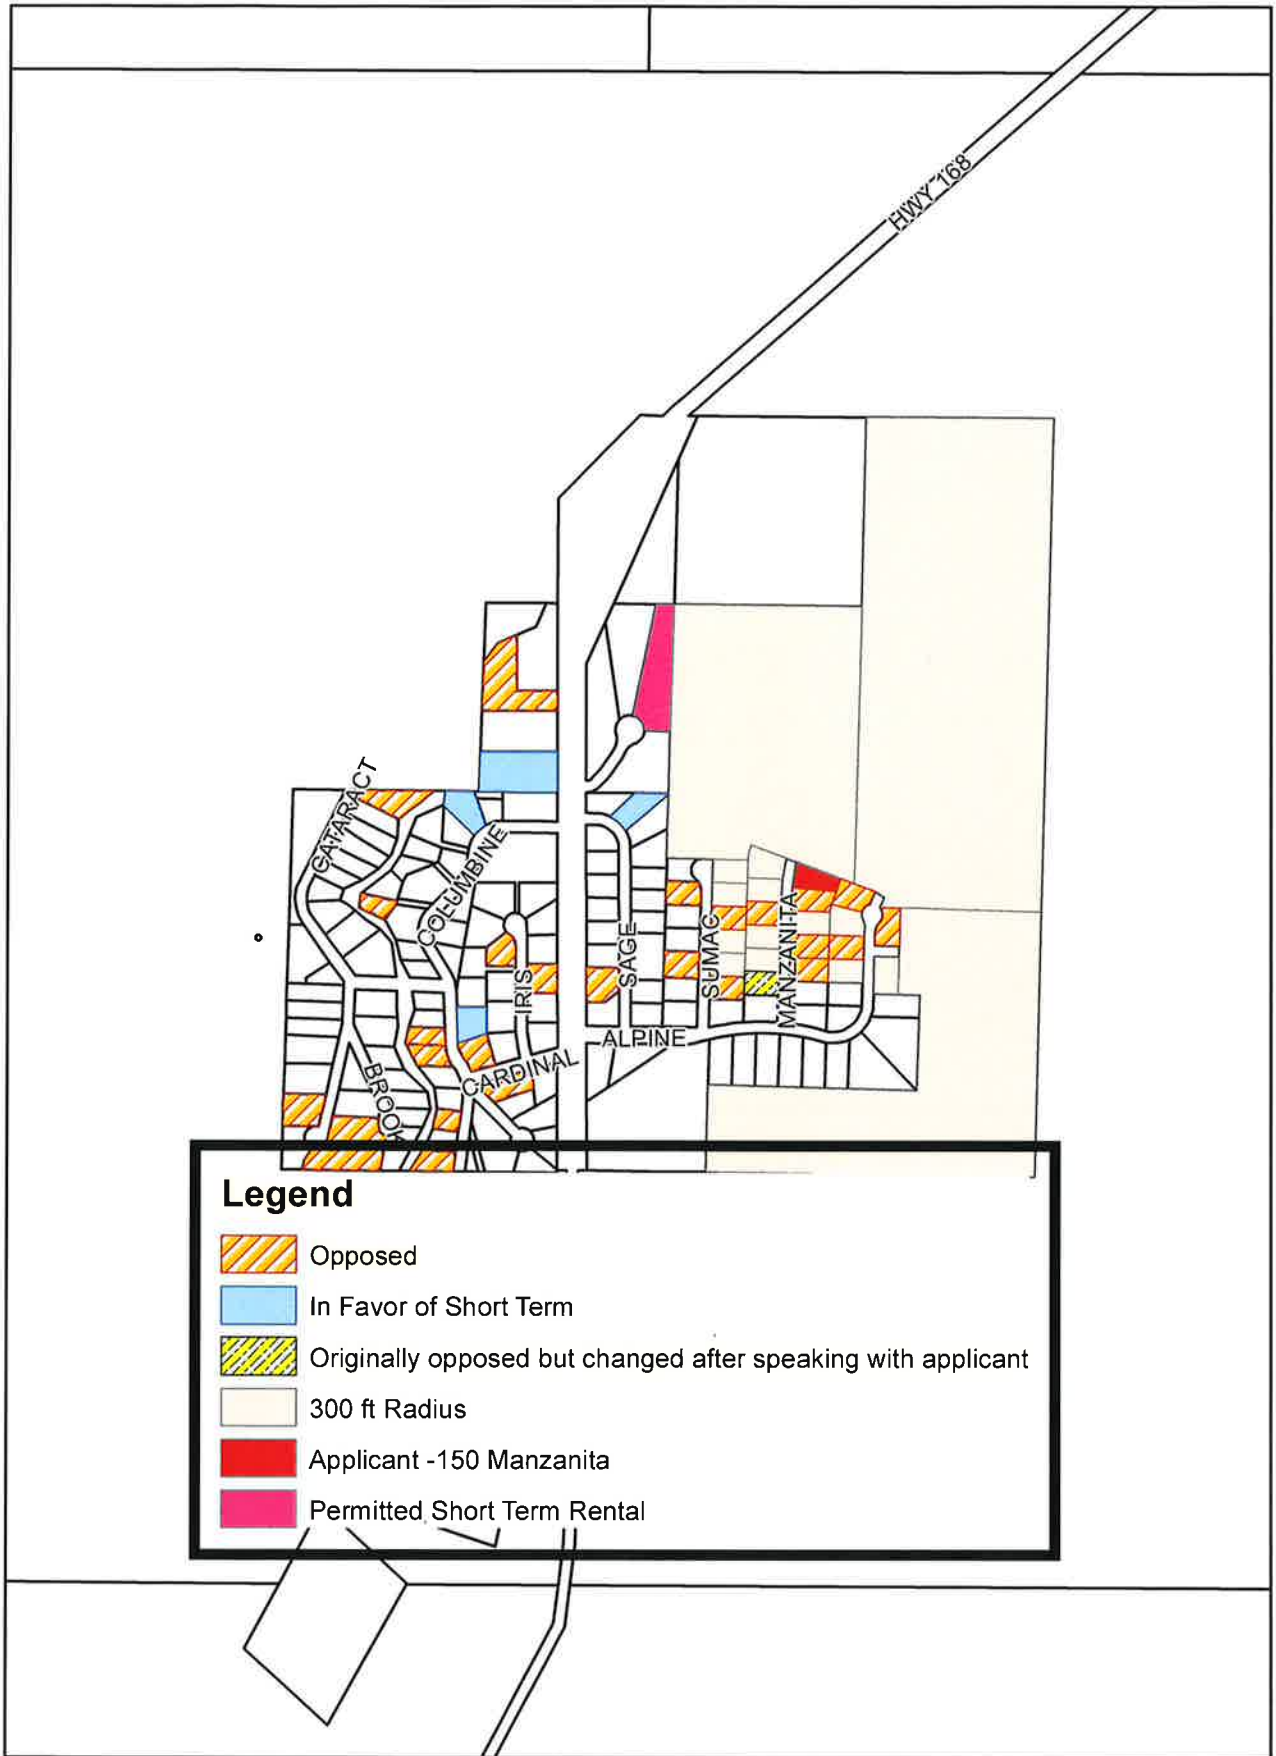 HWY 168
CATARACT
COLUMBINE
SAGE
SUMAC
MANZANITA
IRIS
ALPINE
CARDINAL
BROOK
Legend
Opposed
In Favor of Short Term
Originally opposed but changed after speaking with applicant
300 ft Radius
Applicant -150 Manzanita
Permitted Short Term Rental